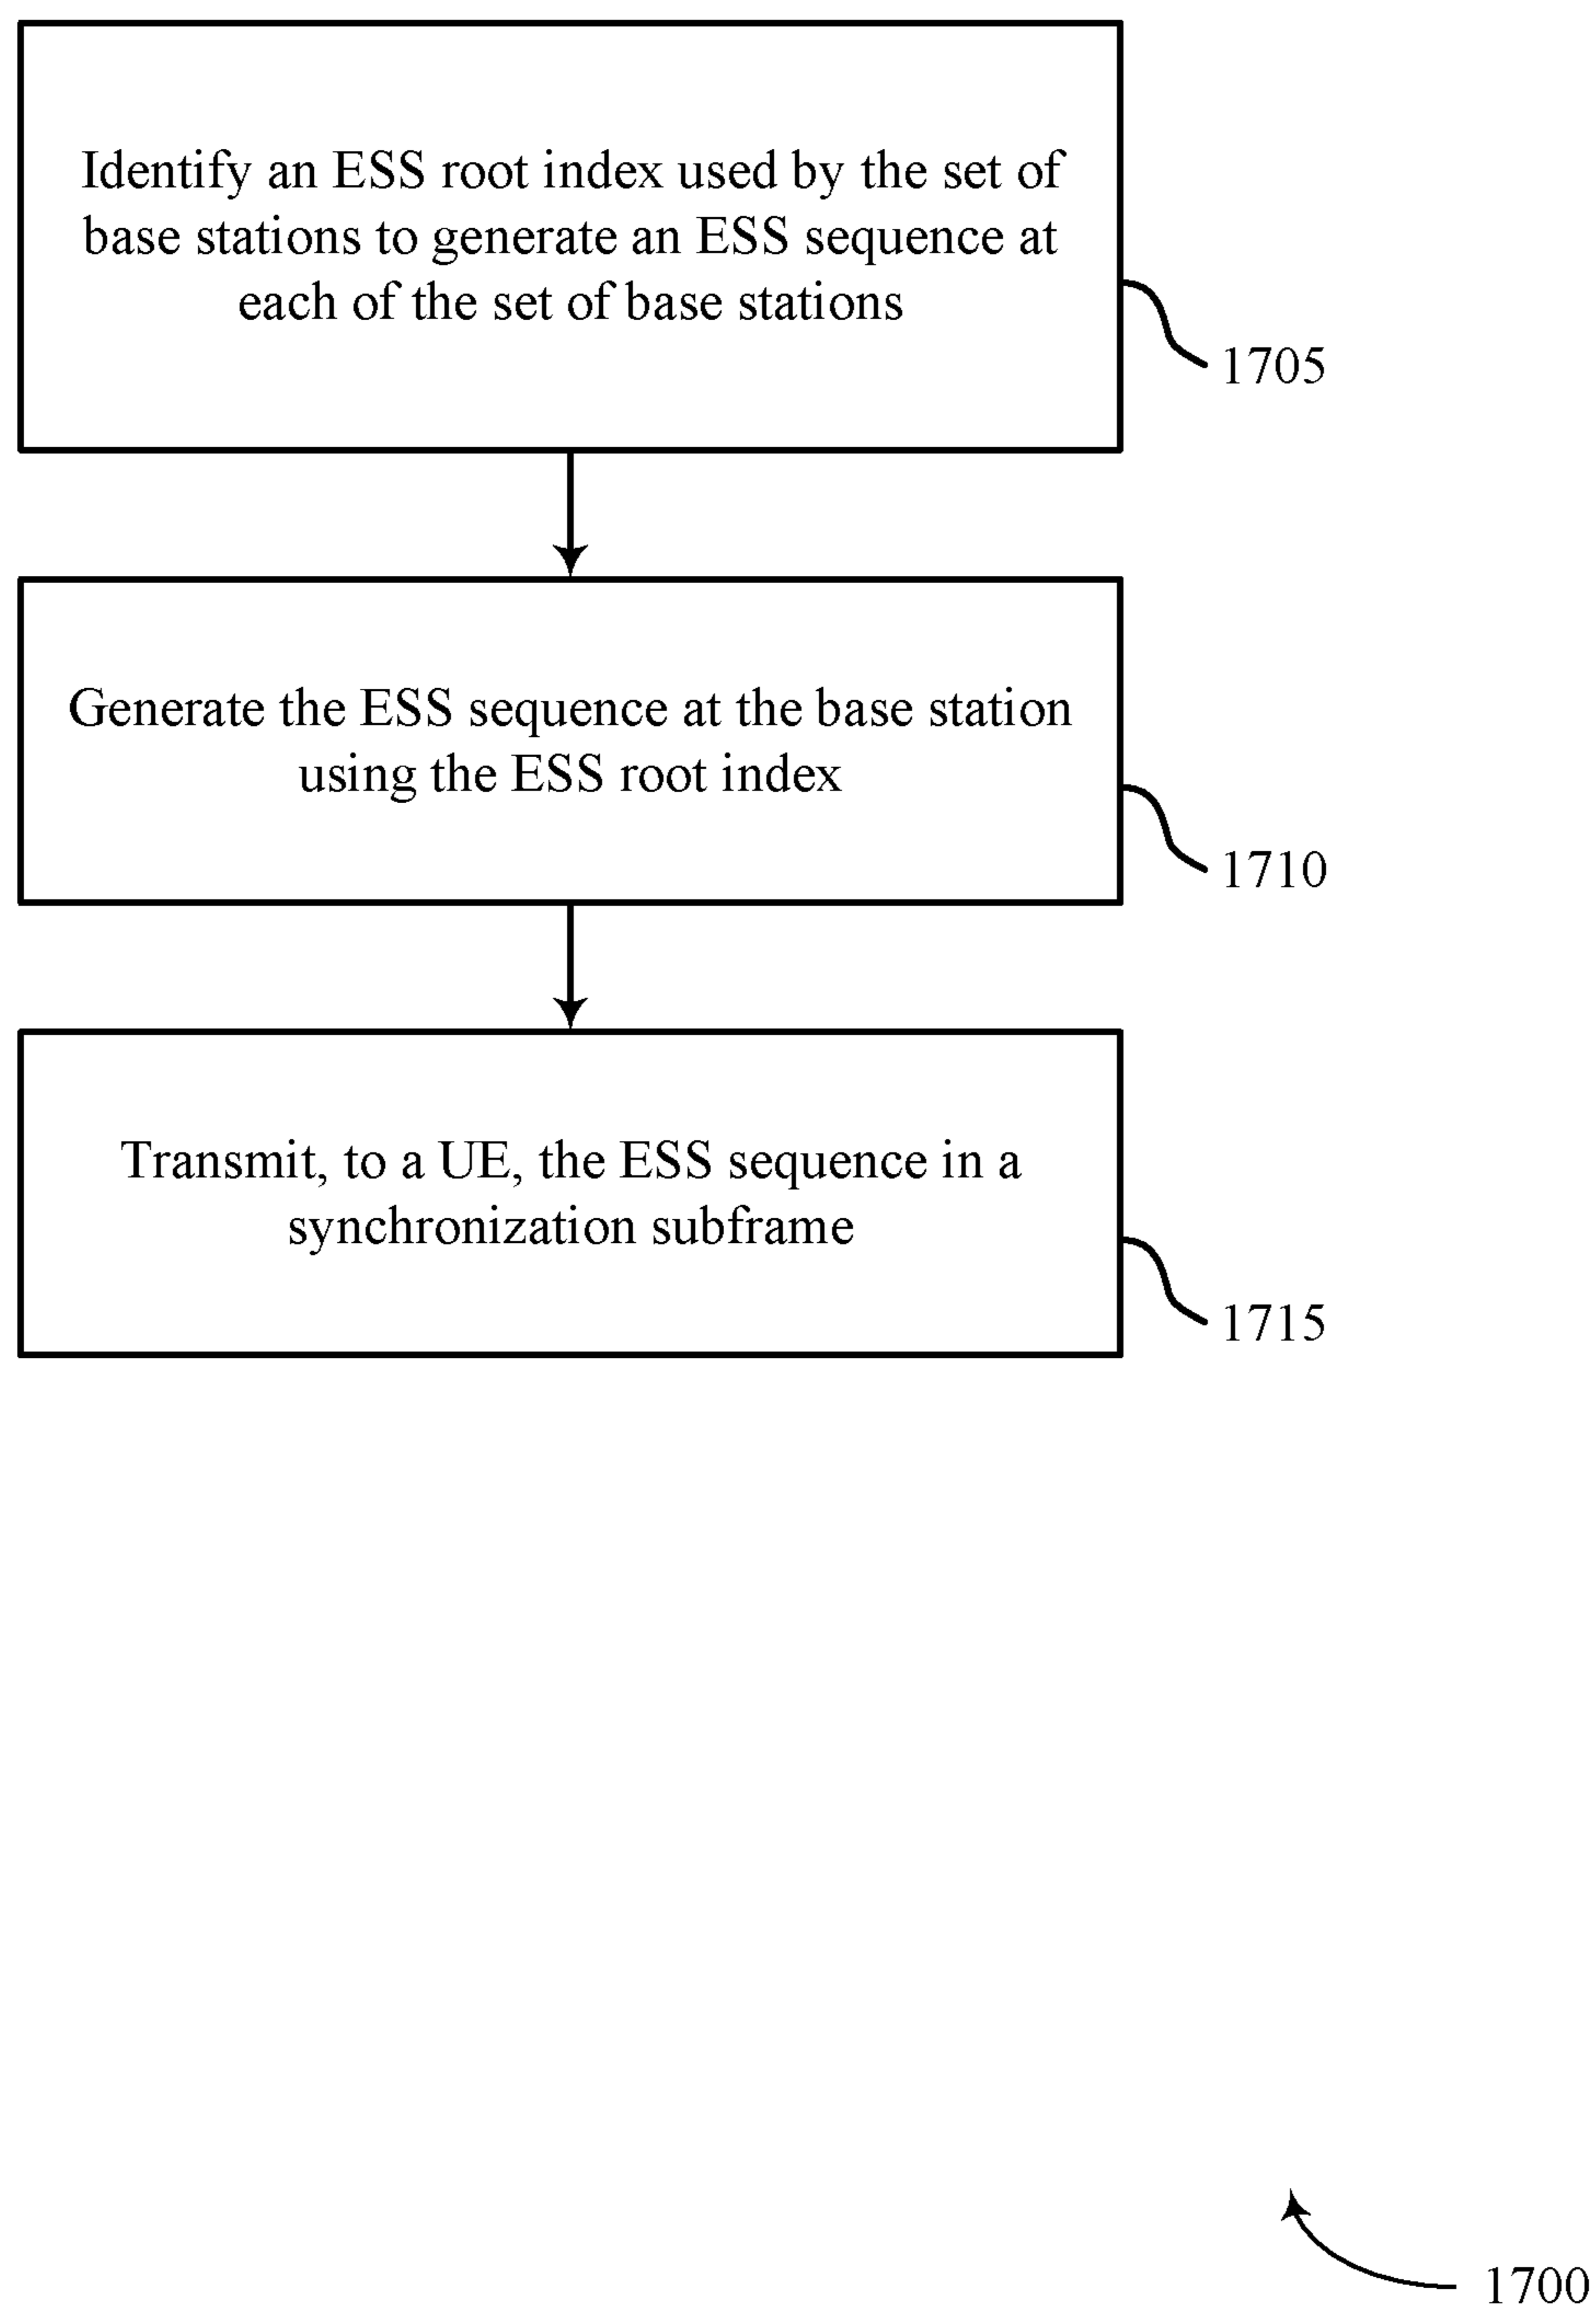 Identify an ESS root index used by the set of
base stations to generate an ESS sequence at
each of the set of base stations
1705
Generate the ESS sequence at the base station
using the ESS root index
1710
Transmit, to a UE, the ESS sequence in a
synchronization subframe
1715
1700